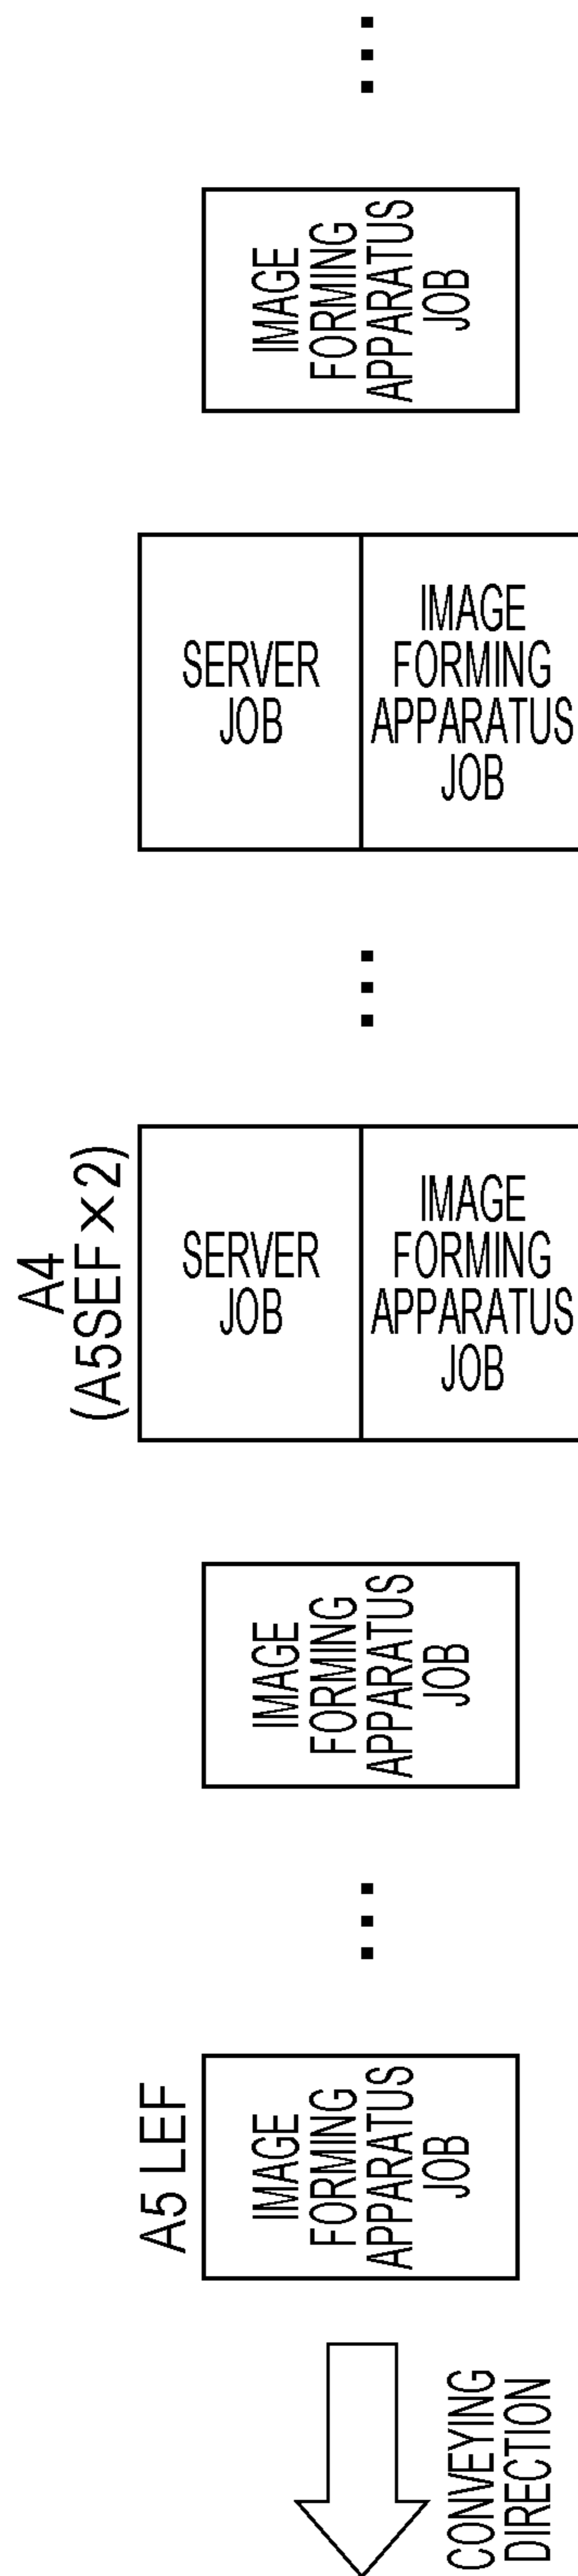 CONVEYING
DIRECTION
A5 LEF
IMAGE
FORMING
APPARATUS
JOB
...
IMAGE
FORMING
APPARATUS
JOB
A4
(A5SEF×2)
SERVER
JOB
IMAGE
FORMING
APPARATUS
JOB
...
SERVER
JOB
IMAGE
FORMING
APPARATUS
JOB
IMAGE
FORMING
APPARATUS
JOB
...